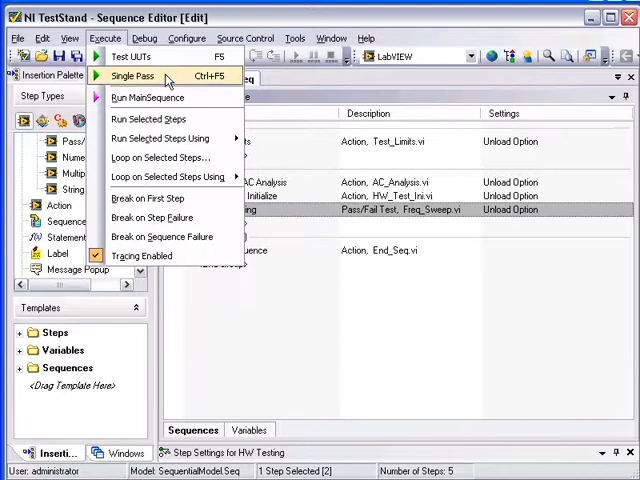 NI TestStand - Sequence Editor [Edit]
File Edit View Execute Debug Configure Source Control Tools Window Help
LabVIEW
Insertion Palette
Step Types
Test UUTs F5
Single Pass Ctrl+F5
Run MainSequence
Run Selected Steps
Run Selected Steps Using
Loop on Selected Steps...
Loop on Selected Steps Using
Break on First Step
Break on Step Failure
Break on Sequence Failure
Tracing Enabled
Pass/
Nume
Multip
String
Action
Sequence
Statemen
Label
Message Popup
Description Settings
Action, Test_Limits.vi Unload Option
AC Analysis Action, AC_Analysis.vi Unload Option
Initialize Action, HW_Test_Ini.vi Unload Option
ing Pass/Fail Test, Freq_Sweep.vi Unload Option
uence Action, End_Seq.vi Unload Option
Templates
Steps
Variables
Sequences
<Drag Template Here>
Sequences Variables
Inserti... Windows
Step Settings for HW Testing
User: administrator Model: SequentialModel.Seq 1 Step Selected [2] Number of Steps: 5